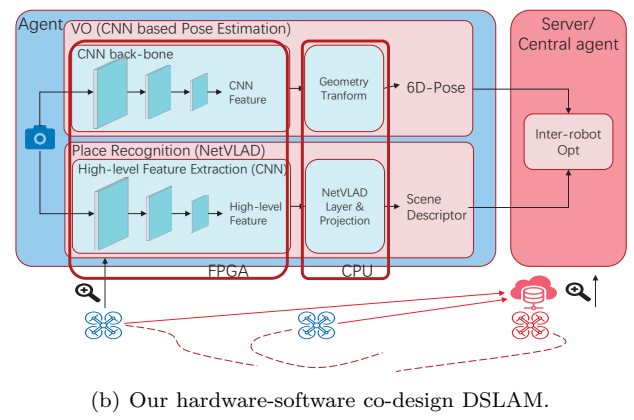 Agent
VO (CNN based Pose Estimation)
CNN back-bone
CNN
Feature
Geometry
Tranform
6D-Pose
Place Recognition (NetVLAD)
High-level Feature Extraction (CNN)
High-level
Feature
NetVLAD
Layer &
Projection
Scene
Descriptor
FPGA
CPU
Server/
Central agent
Inter-robot
Opt
(b) Our hardware-software co-design DSLAM.